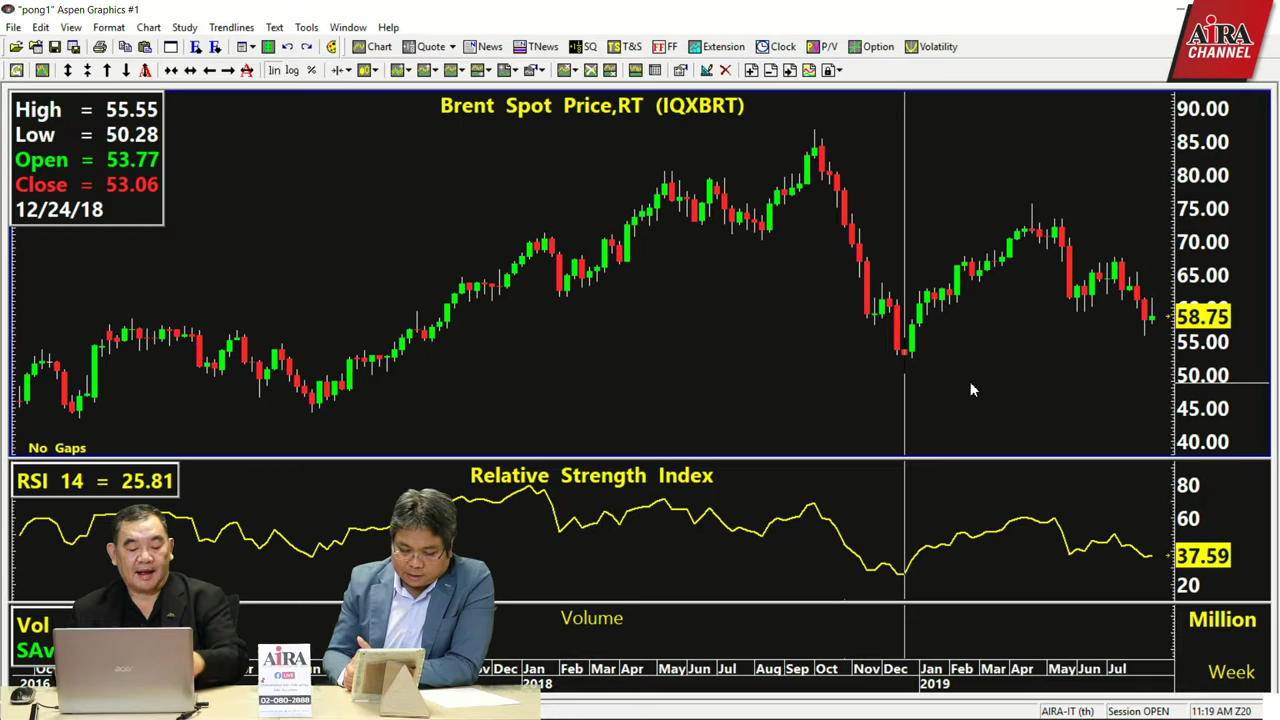 "pong1" Aspen Graphics #1
File Edit View Format Chart Study Trendlines Text Tools Window Help
Chart Quote News TNews SQ T&S FF Extension Clock P/V Option Volatility
lin log %
AiRA
CHANNEL
High = 55.55
Low = 50.28
Open = 53.77
Close = 53.06
12/24/18
Brent Spot Price,RT (IQXBRT)
90.00
85.00
80.00
75.00
70.00
65.00
58.75
55.00
50.00
45.00
40.00
No Gaps
RSI 14 = 25.81
Relative Strength Index
80
60
37.59
20
Vol
SAv
Volume
Million
Week
Nov Dec Jan Feb Mar Apr May Jun Jul Aug Sep Oct Nov Dec Jan Feb Mar Apr May Jun Jul
2016 2018 2019
acer
AiRA
LIVE
02-080-2888
AIRA-IT (th) Session OPEN 11:19 AM Z20